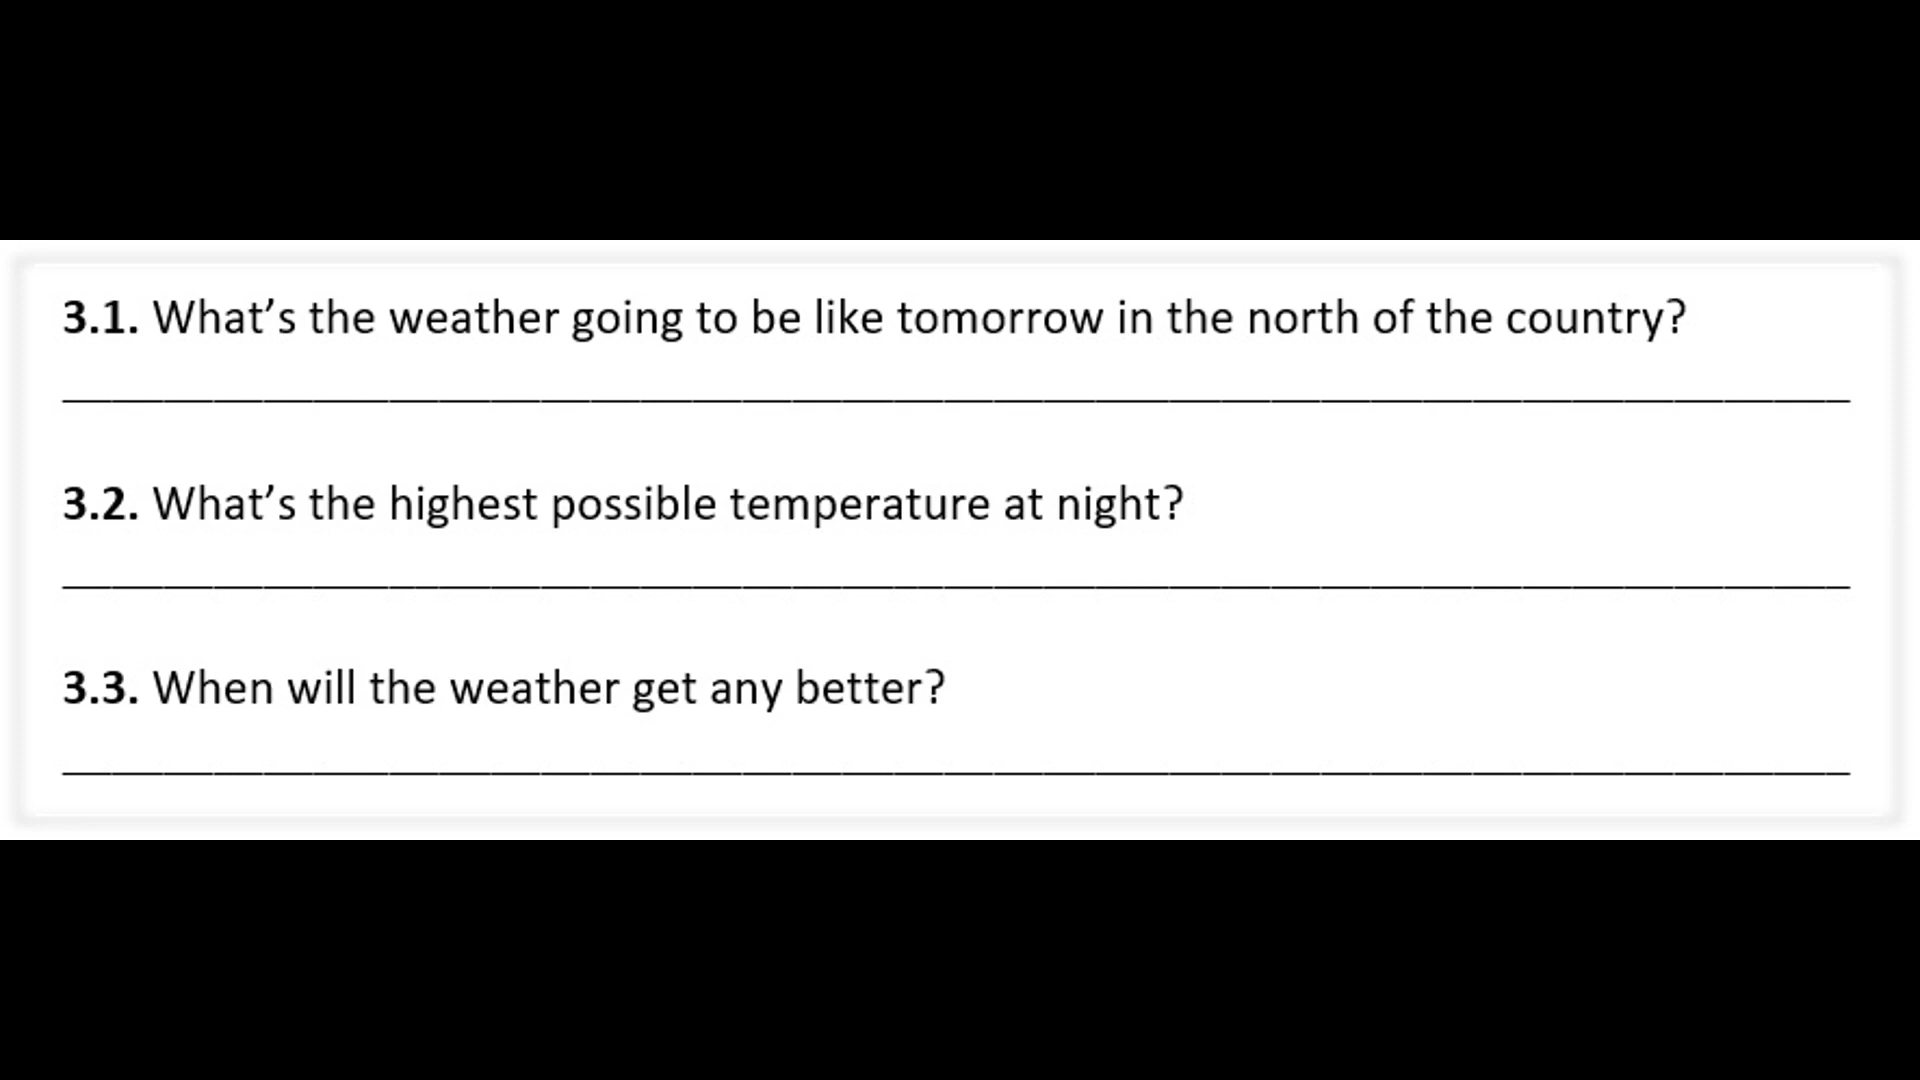 3.1. What’s the weather going to be like tomorrow in the north of the country?
3.2. What’s the highest possible temperature at night?
3.3. When will the weather get any better?